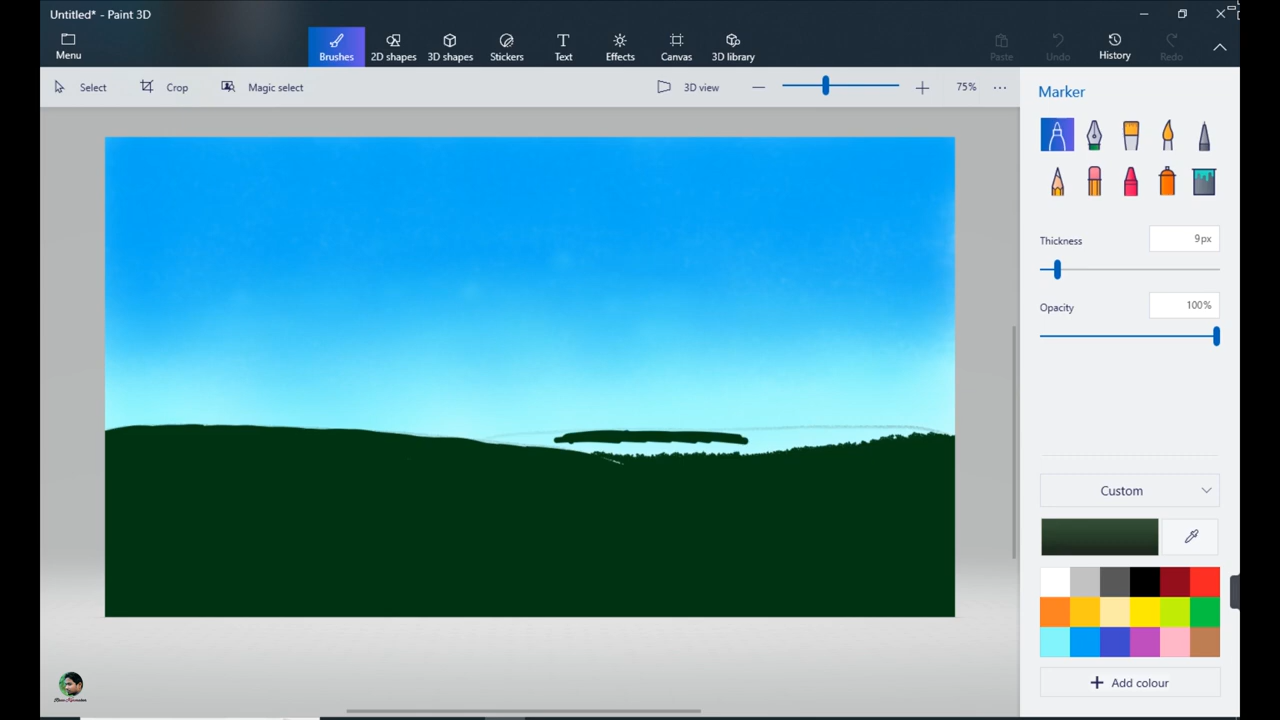 Untitled* - Paint 3D
Menu
Brushes
2D shapes
3D shapes
Stickers
Text
Effects
Canvas
3D library
Paste
Undo
History
Redo
Select
Crop
Magic select
3D view
75%
Marker
Thickness
9px
Opacity
100%
Custom
Add colour